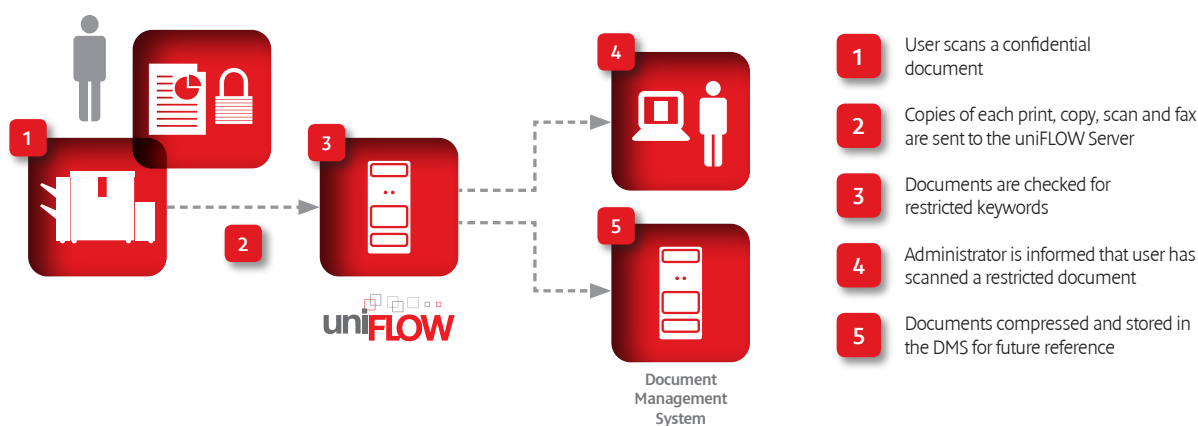 1
2
3
uniFLOW
4
5
Document
Management
System
1
User scans a confidential
document
2
Copies of each print, copy, scan and fax
are sent to the uniFLOW Server
3
Documents are checked for
restricted keywords
4
Administrator is informed that user has
scanned a restricted document
5
Documents compressed and stored in
the DMS for future reference